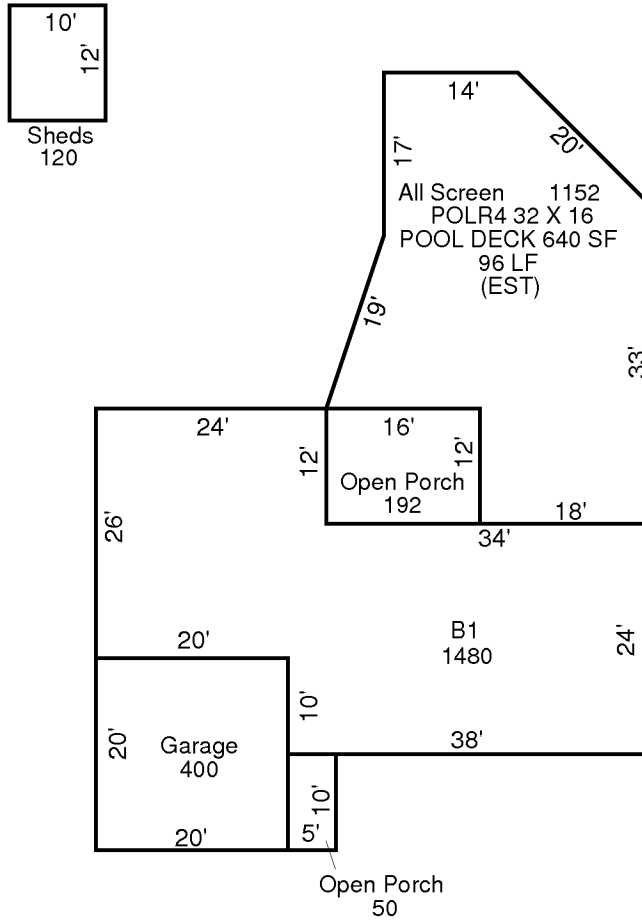 10'
12'
Sheds
120
14'
20'
17'
All Screen 1152
POLR4 32 X 16
POOL DECK 640 SF
96 LF
(EST)
19'
33'
24'
16'
12'
12'
Open Porch
192
18'
34'
26'
B1
1480
24'
20'
10'
38'
20'
Garage
400
10'
20'
5'
Open Porch
50